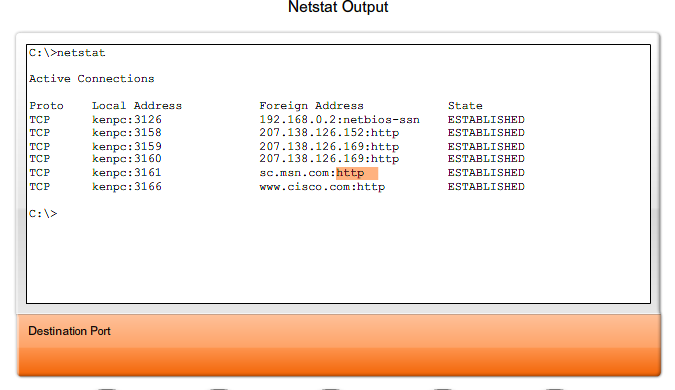 Netstat Output
C:\>netstat
Active Connections
Proto Local Address Foreign Address State
TCP kenpc:3126 192.168.0.2:netbios-ssn ESTABLISHED
TCP kenpc:3158 207.138.126.152:http ESTABLISHED
TCP kenpc:3159 207.138.126.169:http ESTABLISHED
TCP kenpc:3160 207.138.126.169:http ESTABLISHED
TCP kenpc:3161 sc.msn.com:http ESTABLISHED
TCP kenpc:3166 www.cisco.com:http ESTABLISHED
C:\>
Destination Port